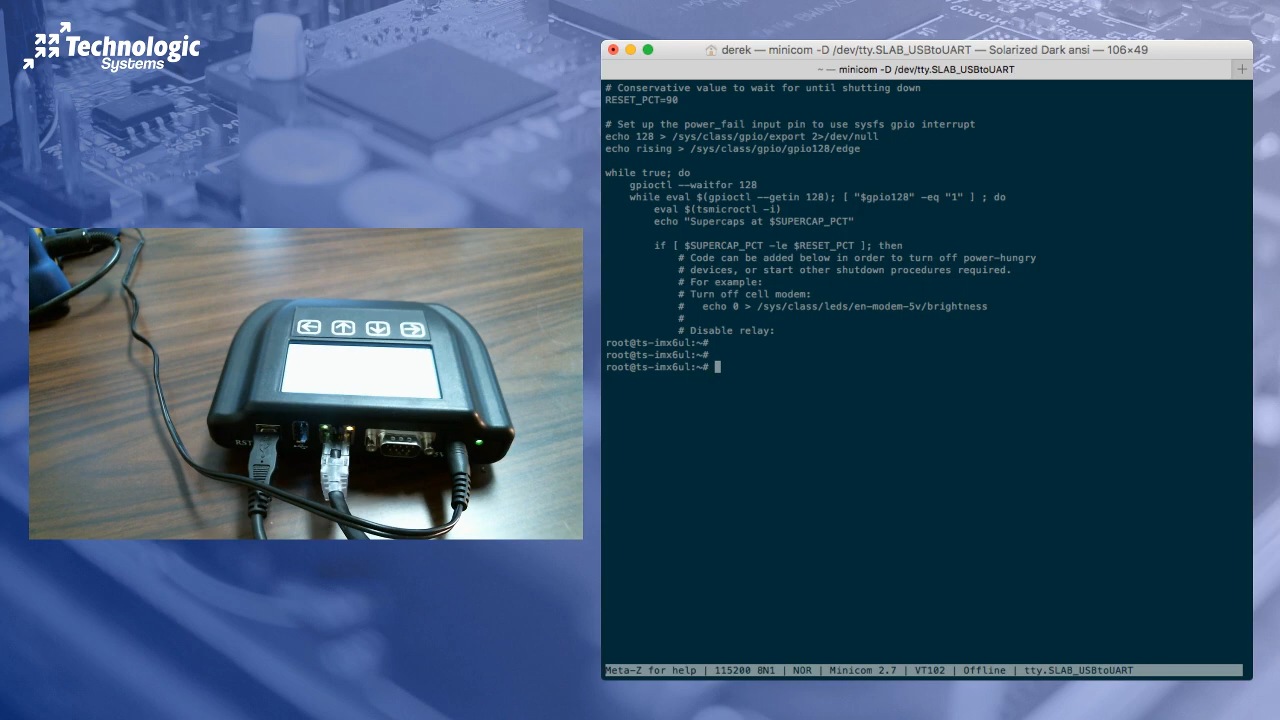 Technologic
Systems
derek — minicom -D /dev/tty.SLAB_USBtoUART — Solarized Dark ansi — 106×49
~ — minicom -D /dev/tty.SLAB_USBtoUART
# Conservative value to wait for until shutting down
RESET_PCT=90
# Set up the power_fail input pin to use sysfs gpio interrupt
echo 128 > /sys/class/gpio/export 2>/dev/null
echo rising > /sys/class/gpio/gpio128/edge
while true; do
gpioctl --waitfor 128
while eval $(gpioctl --getin 128); [ "$gpio128" -eq "1" ] ; do
eval $(tsmicroctl -i)
echo "Supercaps at $SUPERCAP_PCT"
if [ $SUPERCAP_PCT -le $RESET_PCT ]; then
# Code can be added below in order to turn off power-hungry
# devices, or start other shutdown procedures required.
# For example:
# Turn off cell modem:
#   echo 0 > /sys/class/leds/en-modem-5v/brightness
#
# Disable relay:
root@ts-imx6ul:~#
root@ts-imx6ul:~#
root@ts-imx6ul:~#
Meta-Z for help | 115200 8N1 | NOR | Minicom 2.7 | VT102 | Offline | tty.SLAB_USBtoUART
RST